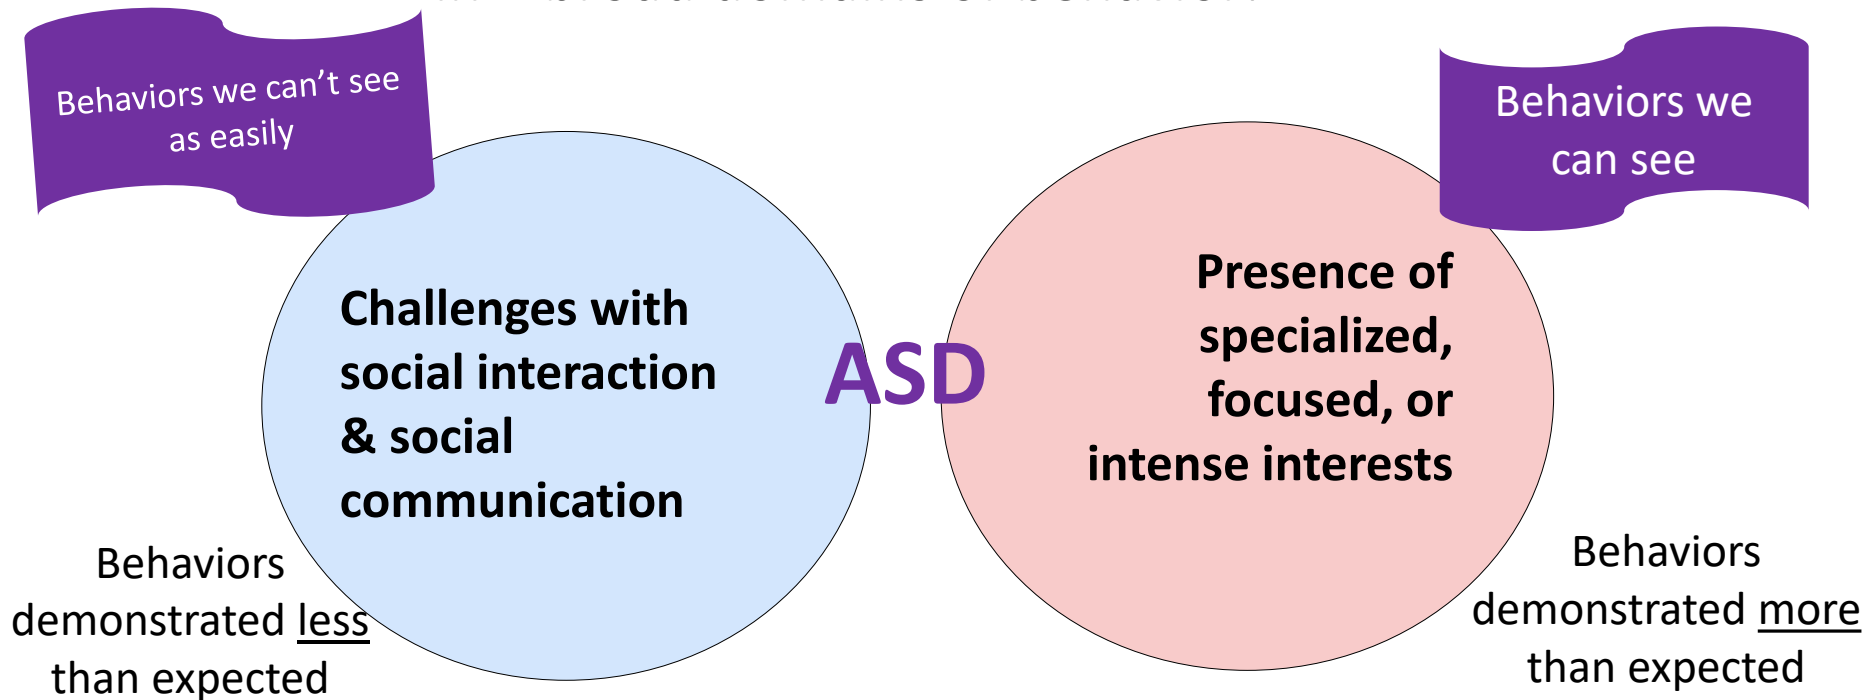 Behaviors we can't see
as easily
Behaviors we
can see
Challenges with
social interaction
& social
communication
ASD
Presence of
specialized,
focused, or
intense interests
Behaviors
demonstrated less
than expected
Behaviors
demonstrated more
than expected